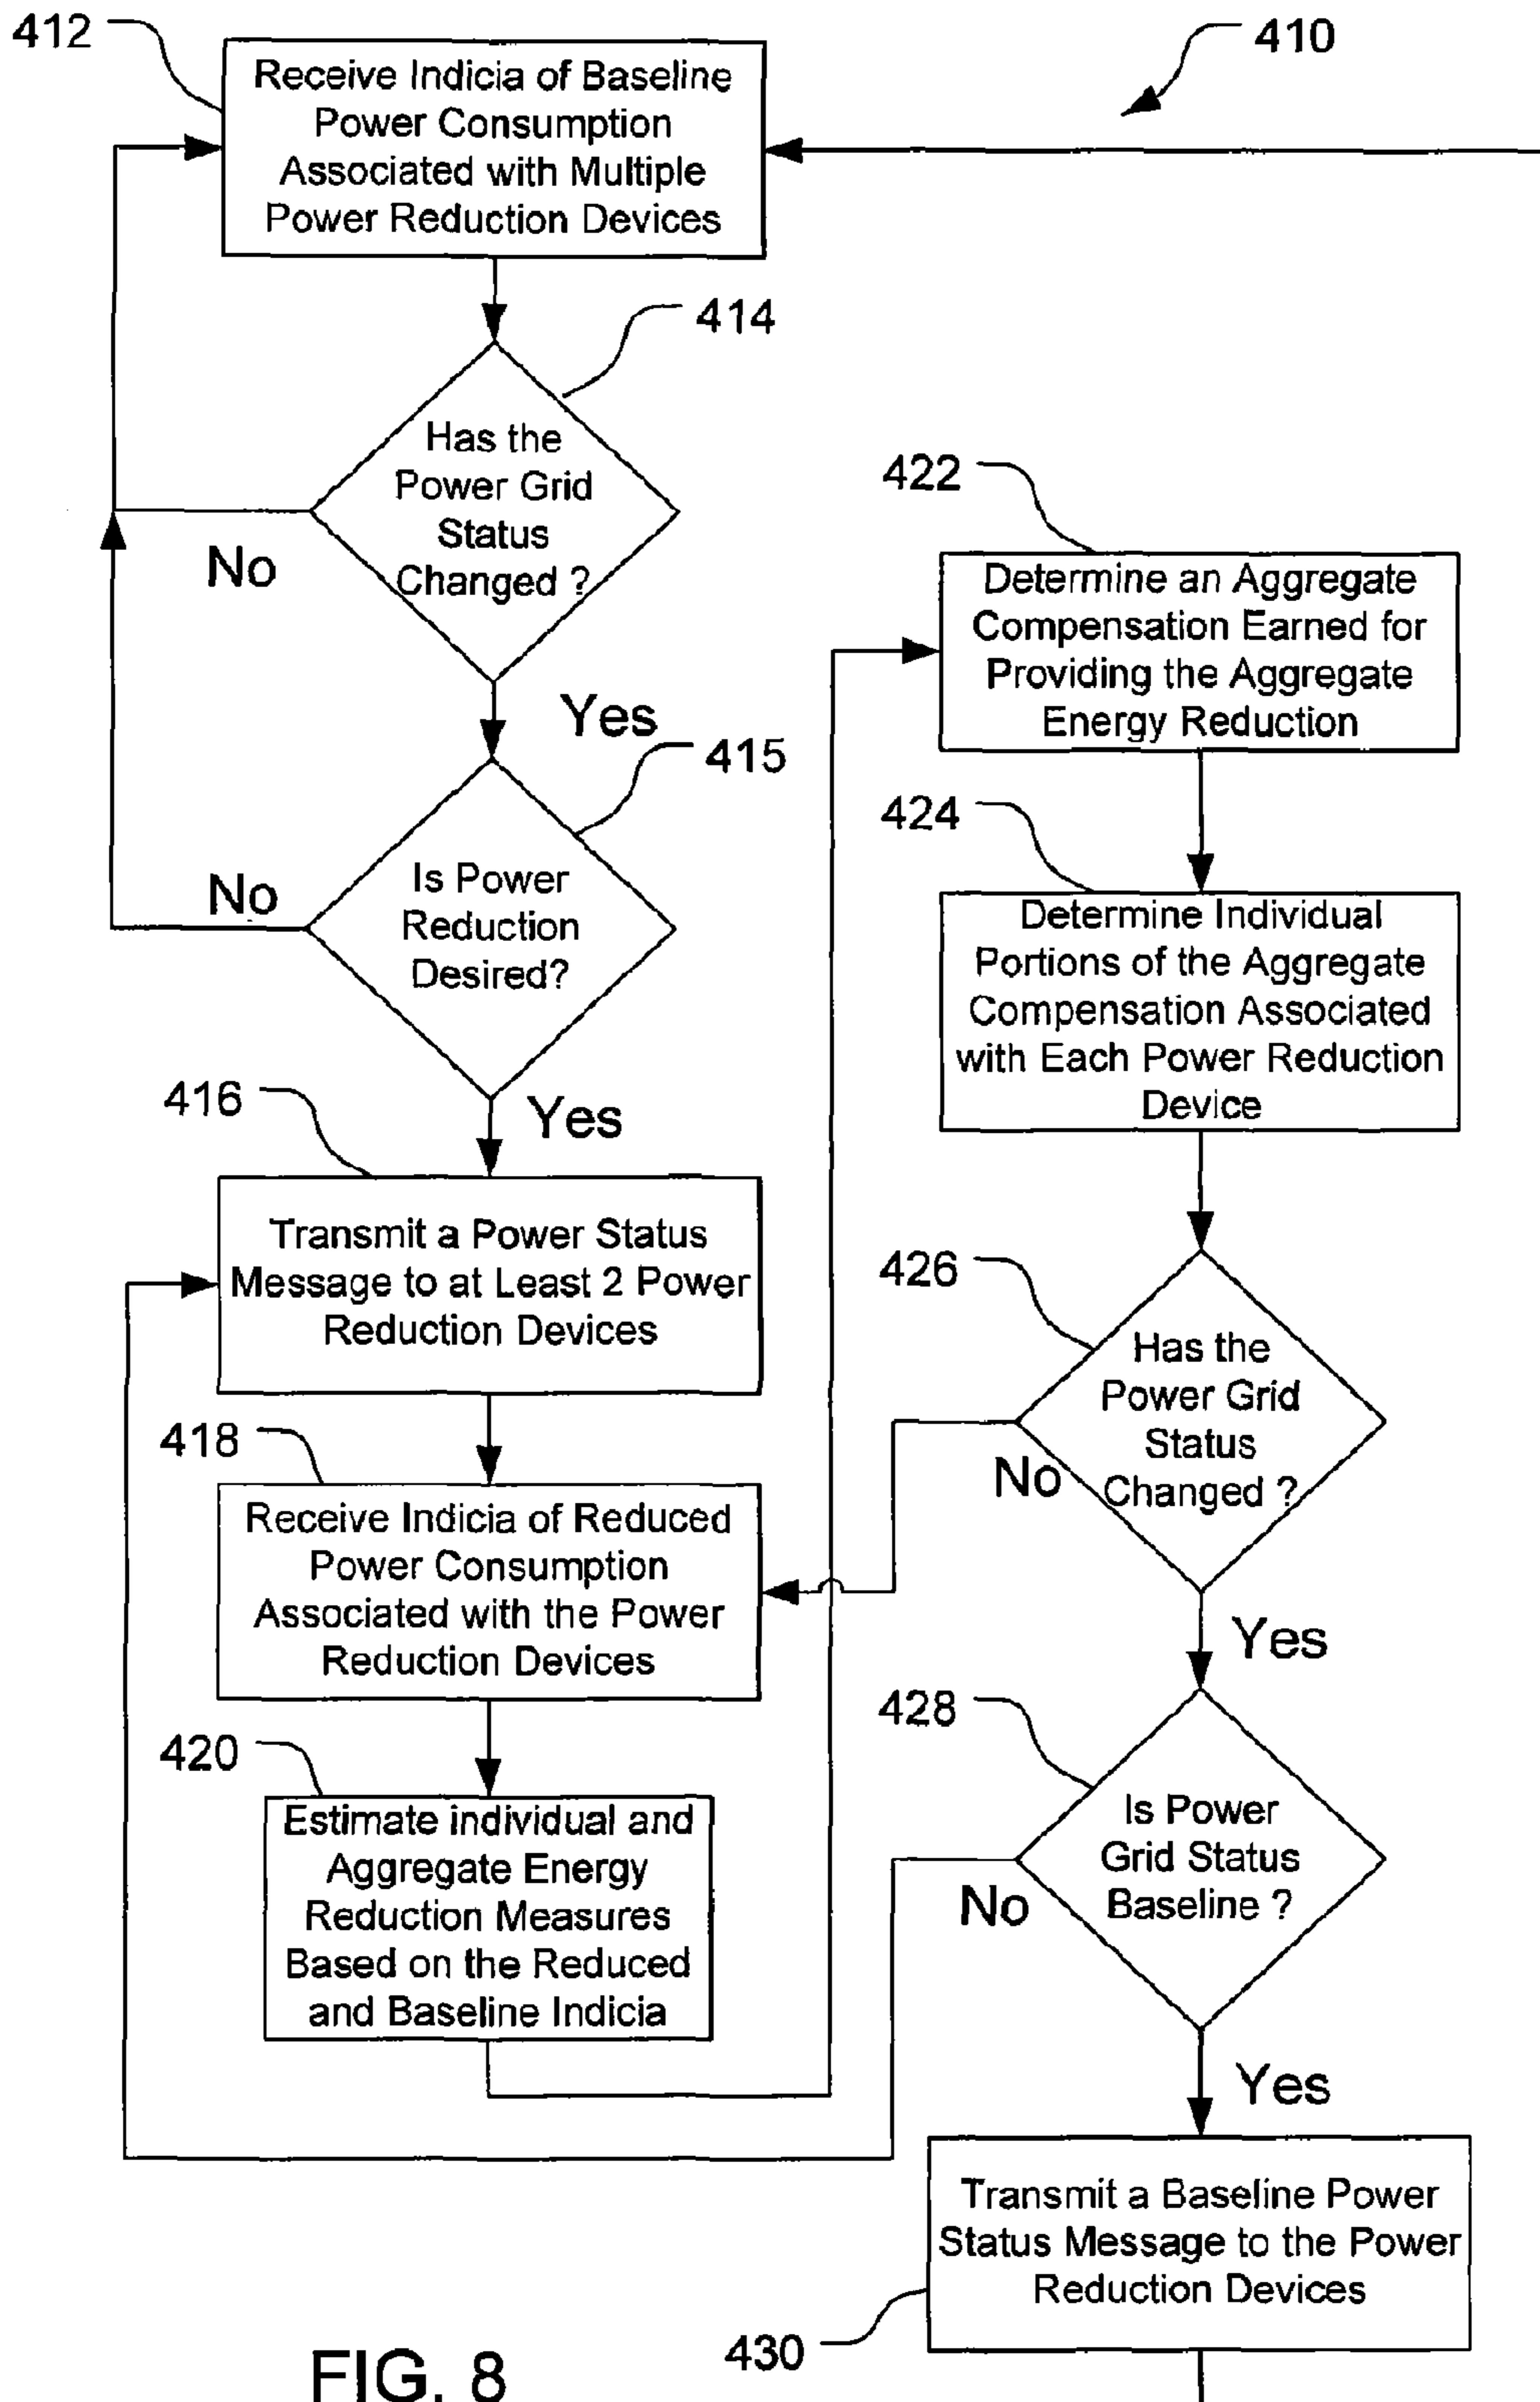 412
410
Receive Indicia of Baseline
Power Consumption
Associated with Multiple
Power Reduction Devices
414
Has the
Power Grid
Status
Changed ?
No
Yes
415
Is Power
Reduction
Desired?
No
Yes
416
Transmit a Power Status
Message to at Least 2 Power
Reduction Devices
418
Receive Indicia of Reduced
Power Consumption
Associated with the Power
Reduction Devices
420
Estimate individual and
Aggregate Energy
Reduction Measures
Based on the Reduced
and Baseline Indicia
422
Determine an Aggregate
Compensation Earned for
Providing the Aggregate
Energy Reduction
424
Determine Individual
Portions of the Aggregate
Compensation Associated
with Each Power Reduction
Device
426
Has the
Power Grid
Status
Changed ?
No
Yes
428
Is Power
Grid Status
Baseline ?
No
Yes
Transmit a Baseline Power
Status Message to the Power
Reduction Devices
430
FIG. 8